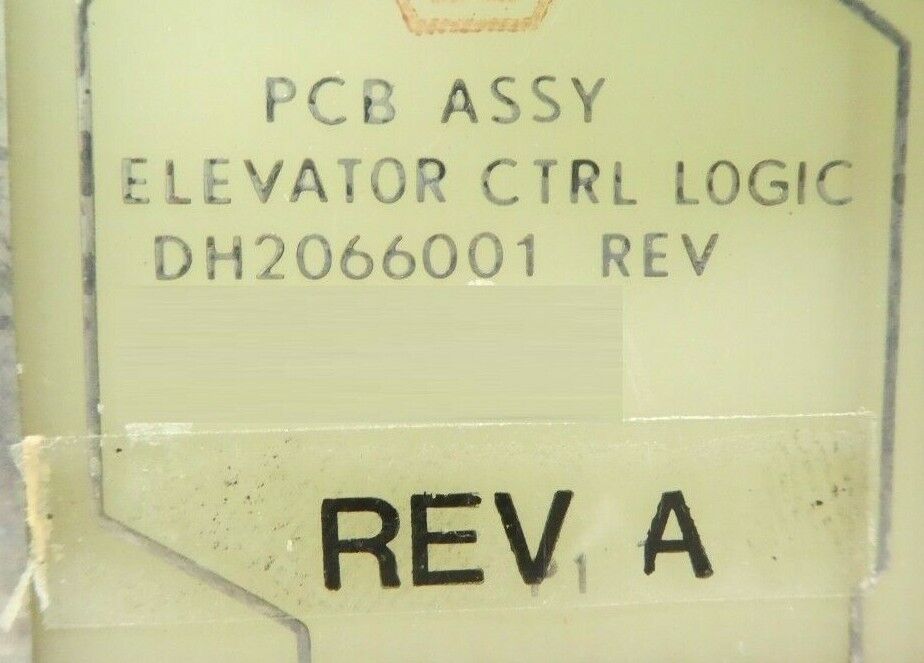 PCB ASSY
ELEVATOR CTRL LOGIC
DH2066001 REV
REV A